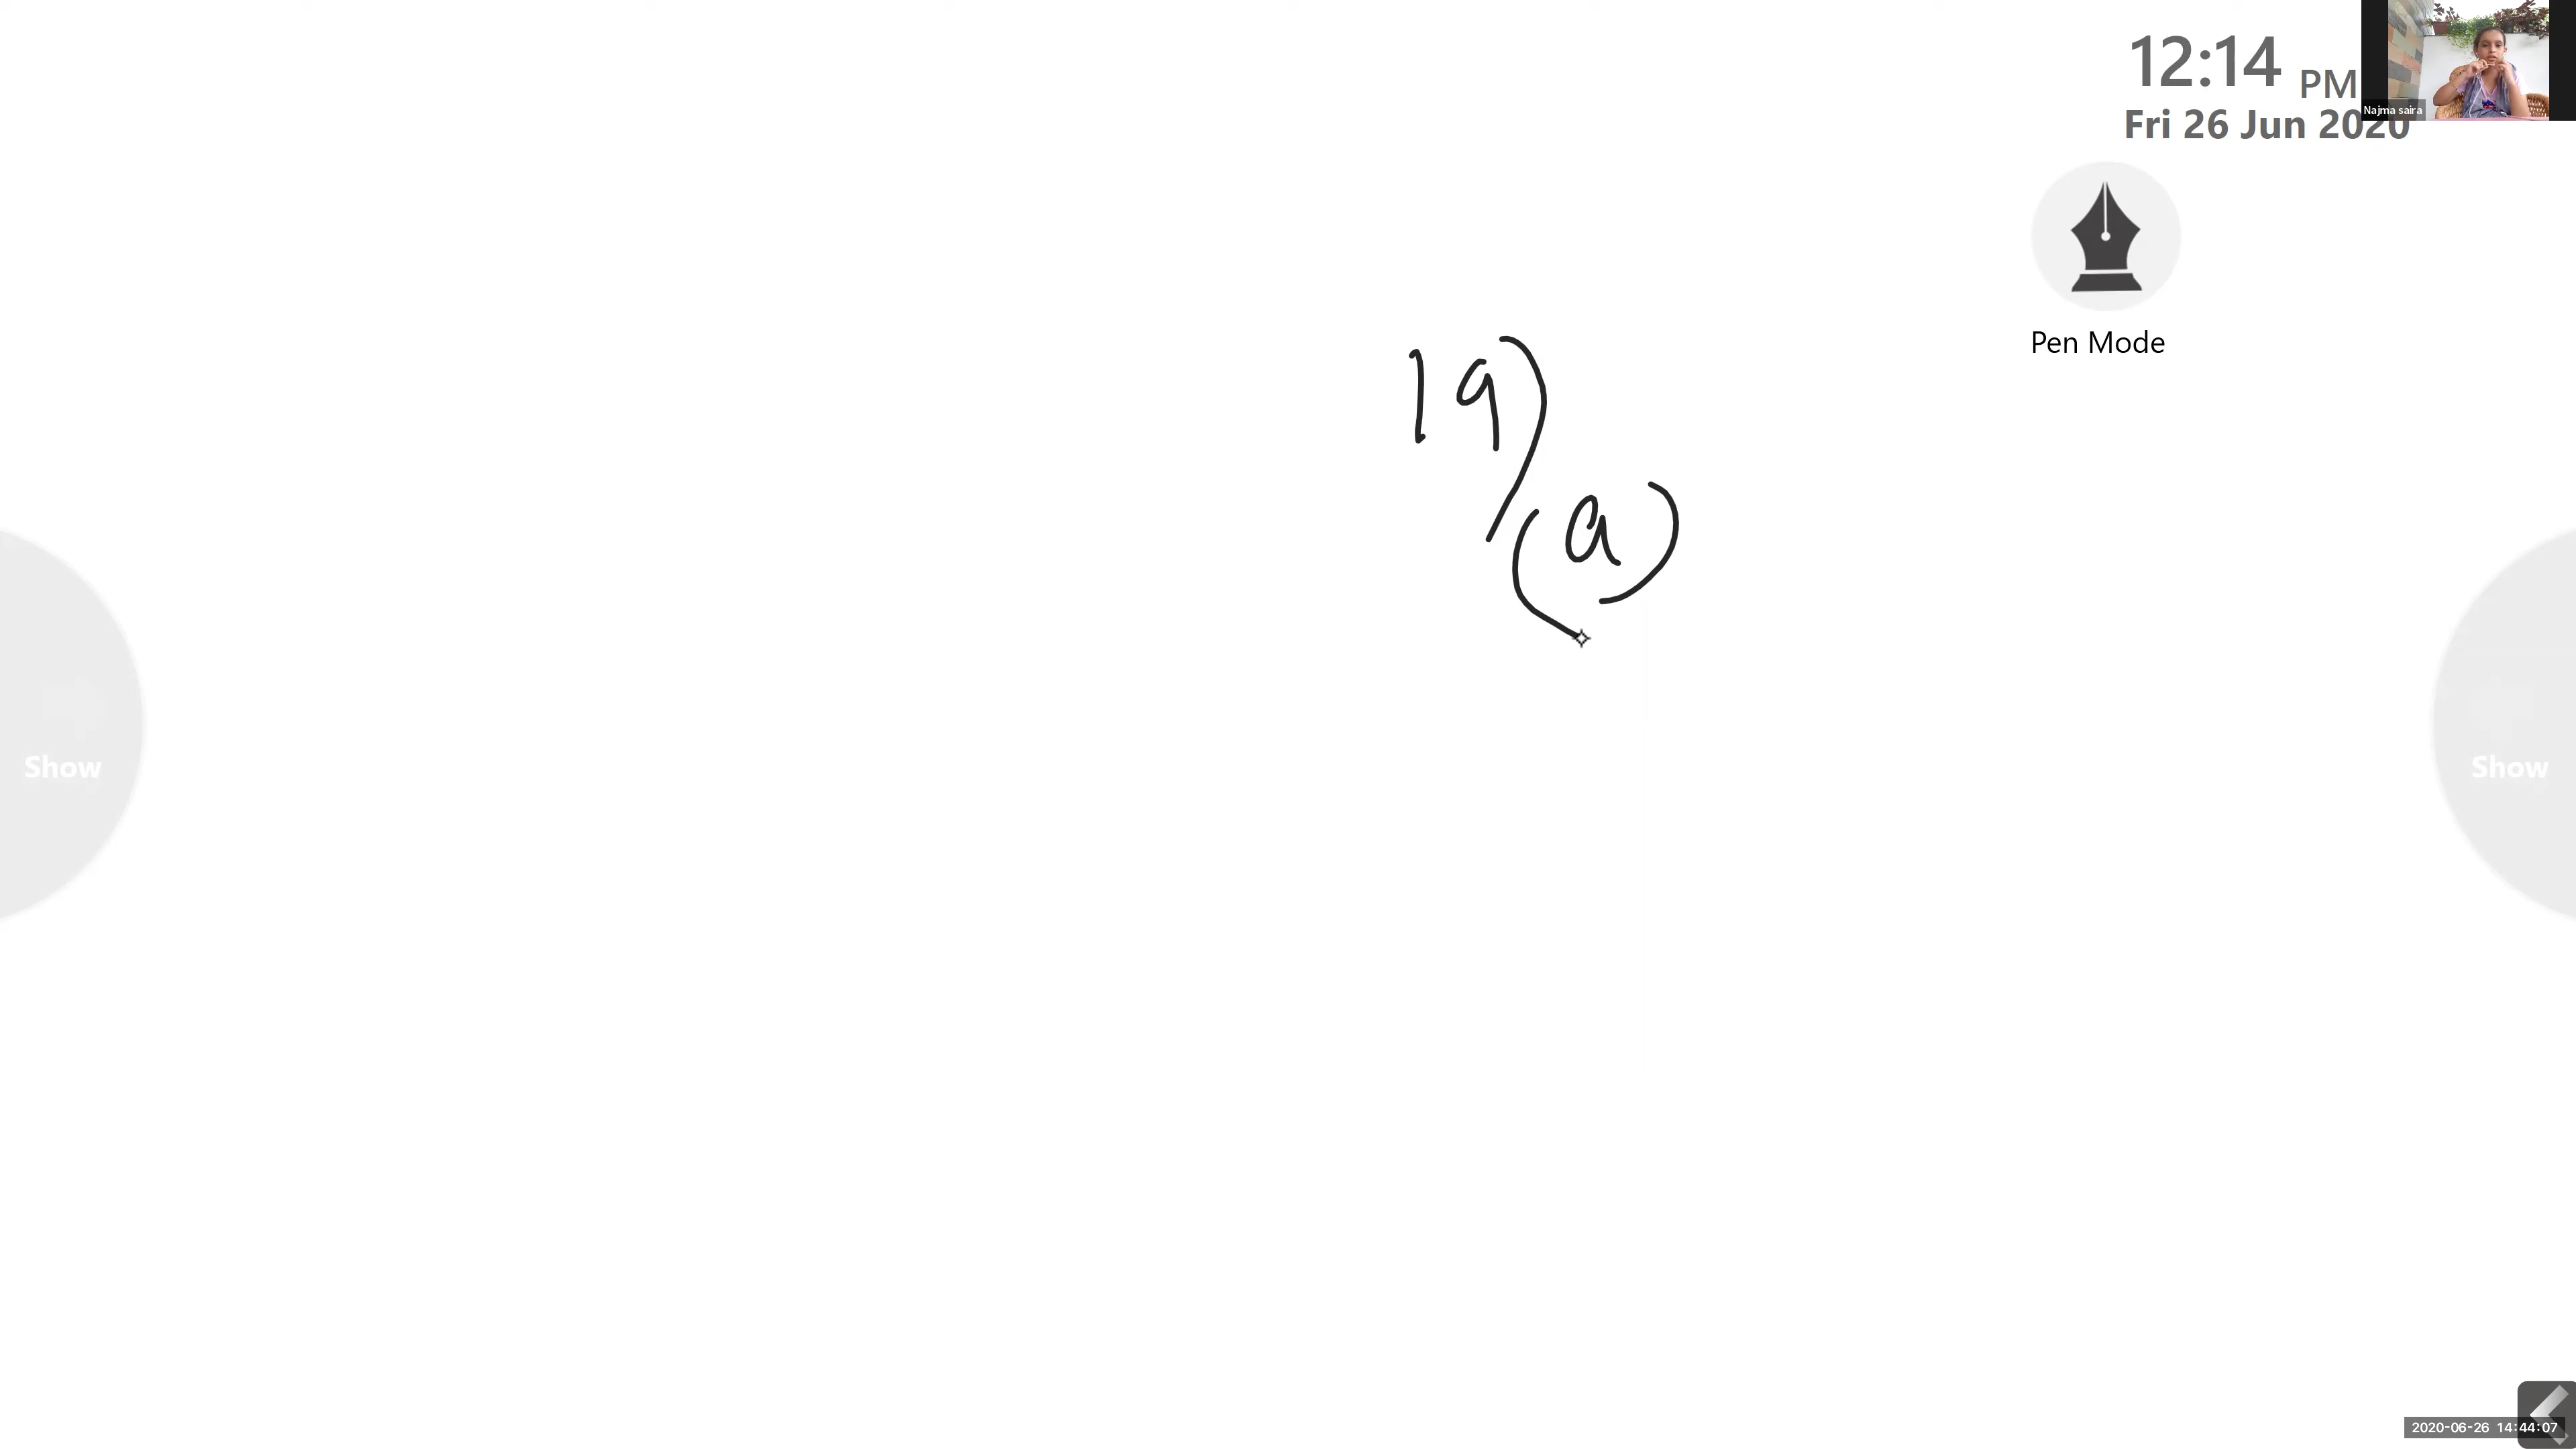 12:14 PM
Najma saira
Fri 26 Jun 2020
Pen Mode
19)
(a)
Show
Show
2020-06-26 14:44:07